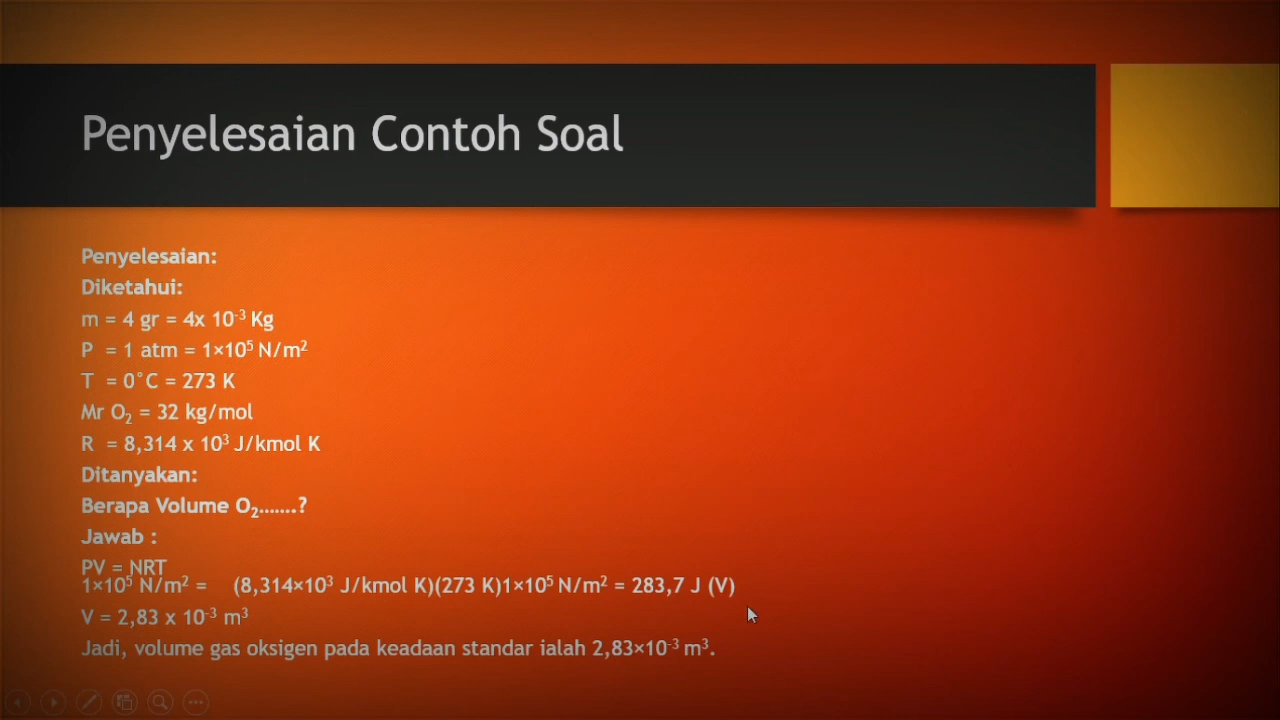 Penyelesaian Contoh Soal
Penyelesaian:
Diketahui:
m = 4 gr = 4x 10⁻³ Kg
P = 1 atm = 1×10⁵ N/m²
T = 0°C = 273 K
Mr O₂ = 32 kg/mol
R = 8,314 x 10³ J/kmol K
Ditanyakan:
Berapa Volume O₂.......?
Jawab :
PV = NRT
1×10⁵ N/m² = (8,314×10³ J/kmol K)(273 K)1×10⁵ N/m² = 283,7 J (V)
V = 2,83 x 10⁻³ m³
Jadi, volume gas oksigen pada keadaan standar ialah 2,83×10⁻³ m³.